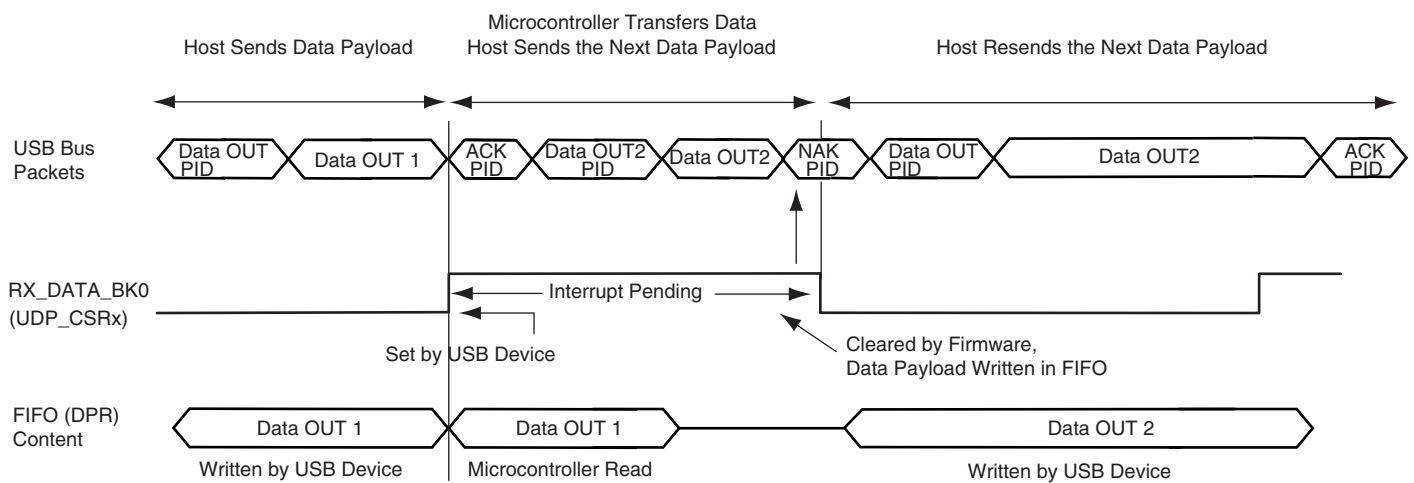 Microcontroller Transfers Data
Host Sends Data Payload
Host Sends the Next Data Payload
Host Resends the Next Data Payload
USB Bus
Packets
Data OUT
PID
Data OUT 1
ACK
PID
Data OUT2
PID
Data OUT2
NAK
PID
Data OUT
PID
Data OUT2
ACK
PID
RX_DATA_BK0
(UDP_CSRx)
Interrupt Pending
Set by USB Device
Cleared by Firmware,
Data Payload Written in FIFO
FIFO (DPR)
Content
Data OUT 1
Data OUT 1
Data OUT 2
Written by USB Device
Microcontroller Read
Written by USB Device